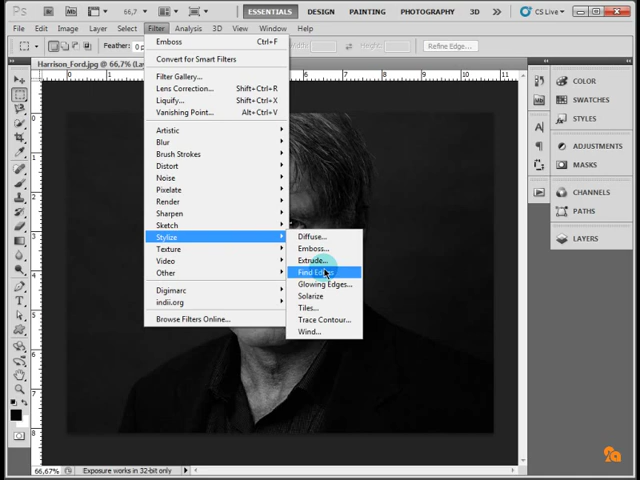 Ps
Br
Mb
66,7
ESSENTIALS
DESIGN
PAINTING
PHOTOGRAPHY
3D
CS Live
File
Edit
Image
Layer
Select
Filter
Analysis
3D
View
Window
Help
Feather:
Height:
Refine Edge...
Harrison_Ford.jpg @ 66,7% (La
Emboss Ctrl+F
Convert for Smart Filters
Filter Gallery...
Lens Correction... Shift+Ctrl+R
Liquify... Shift+Ctrl+X
Vanishing Point... Alt+Ctrl+V
Artistic
Blur
Brush Strokes
Distort
Noise
Pixelate
Render
Sharpen
Sketch
Stylize
Texture
Video
Other
Digimarc
indii.org
Browse Filters Online...
Diffuse...
Emboss...
Extrude...
Find Edges
Glowing Edges...
Solarize
Tiles...
Trace Contour...
Wind...
COLOR
SWATCHES
STYLES
ADJUSTMENTS
MASKS
CHANNELS
PATHS
LAYERS
66,67%
Exposure works in 32-bit only